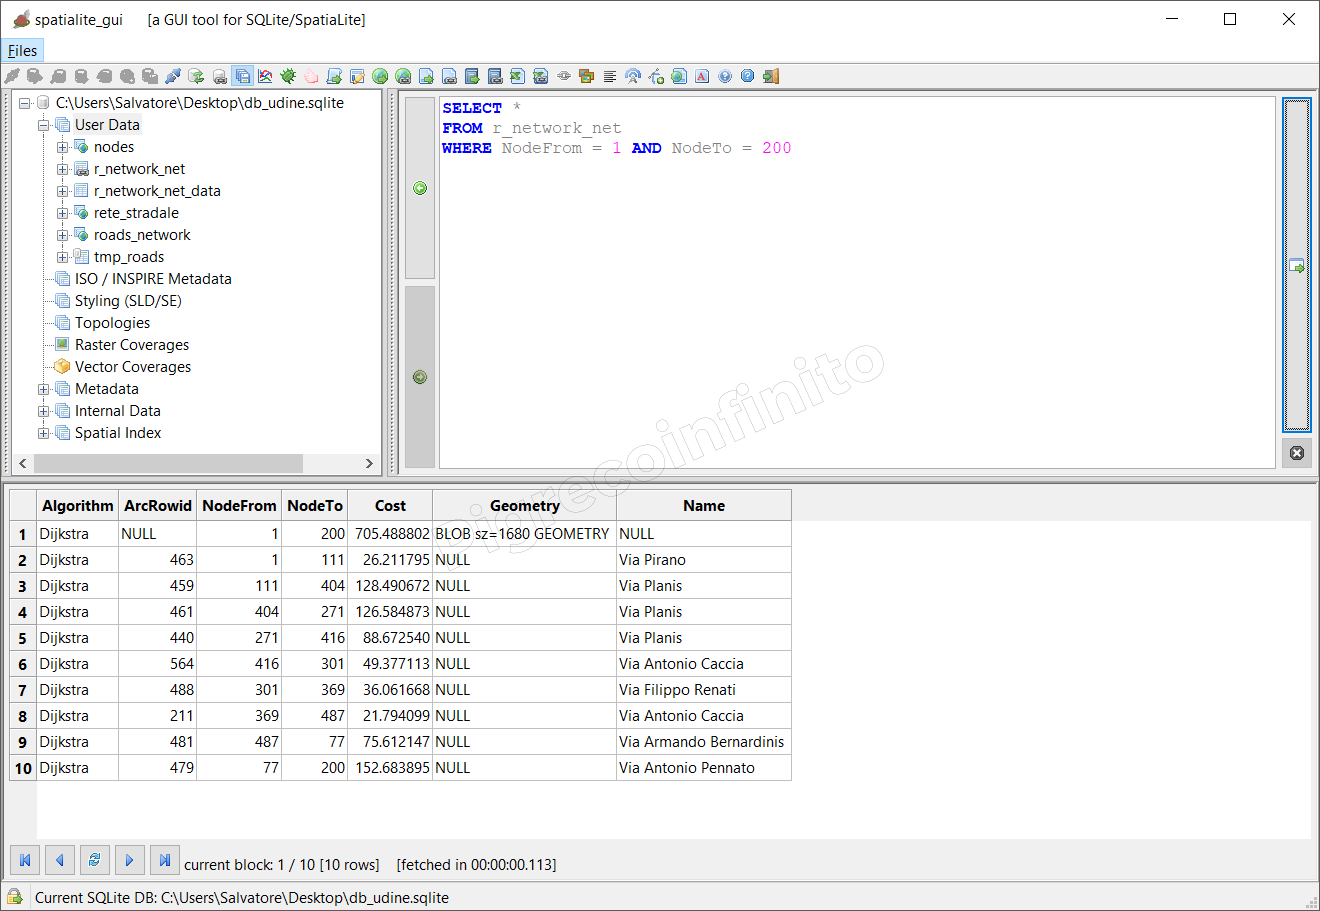 spatialite_gui [a GUI tool for SQLite/SpatiaLite]
Files
C:\Users\Salvatore\Desktop\db_udine.sqlite
User Data
nodes
r_network_net
r_network_net_data
rete_stradale
roads_network
tmp_roads
ISO / INSPIRE Metadata
Styling (SLD/SE)
Topologies
Raster Coverages
Vector Coverages
Metadata
Internal Data
Spatial Index
SELECT *
FROM r_network_net
WHERE NodeFrom = 1 AND NodeTo = 200
Digrecoinfinito
Algorithm ArcRowid NodeFrom NodeTo Cost Geometry Name
1 Dijkstra NULL 1 200 705.488802 BLOB sz=1680 GEOMETRY NULL
2 Dijkstra 463 1 111 26.211795 NULL Via Pirano
3 Dijkstra 459 111 404 128.490672 NULL Via Planis
4 Dijkstra 461 404 271 126.584873 NULL Via Planis
5 Dijkstra 440 271 416 88.672540 NULL Via Planis
6 Dijkstra 564 416 301 49.377113 NULL Via Antonio Caccia
7 Dijkstra 488 301 369 36.061668 NULL Via Filippo Renati
8 Dijkstra 211 369 487 21.794099 NULL Via Antonio Caccia
9 Dijkstra 481 487 77 75.612147 NULL Via Armando Bernardinis
10 Dijkstra 479 77 200 152.683895 NULL Via Antonio Pennato
current block: 1 / 10 [10 rows] [fetched in 00:00:00.113]
Current SQLite DB: C:\Users\Salvatore\Desktop\db_udine.sqlite